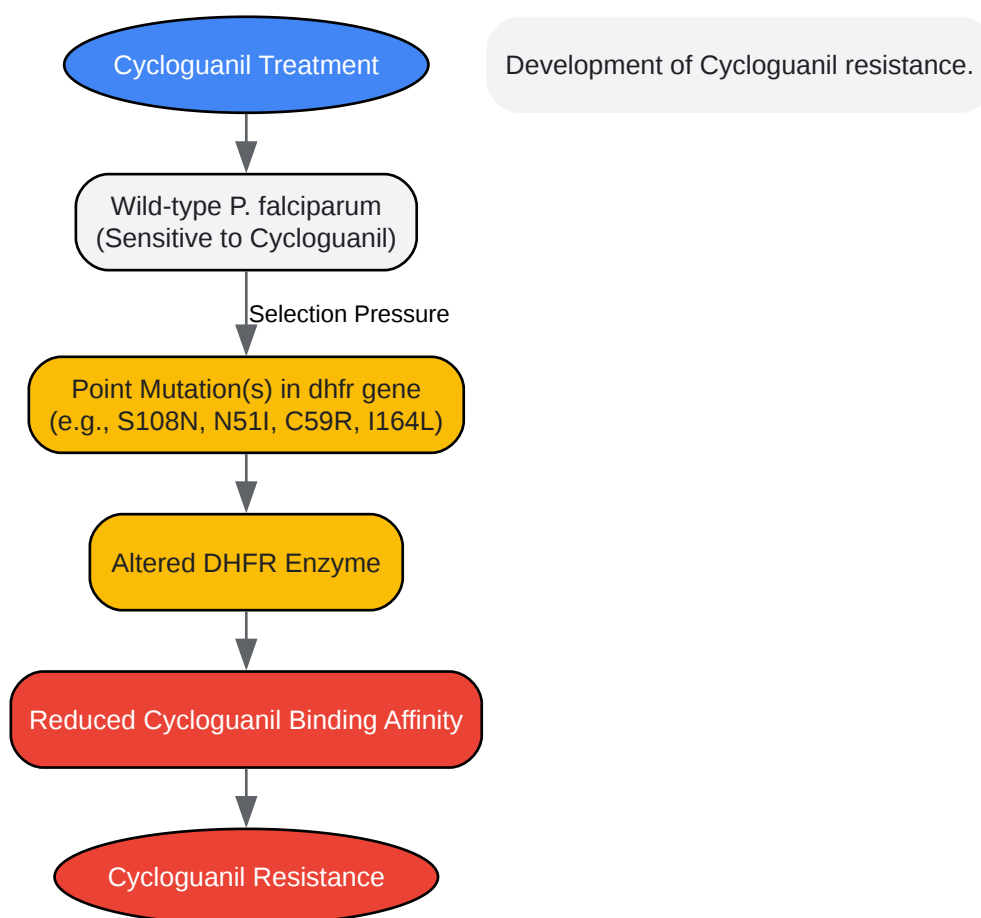 Cycloguanil Treatment
Development of Cycloguanil resistance.
Wild-type P. falciparum
(Sensitive to Cycloguanil)
Selection Pressure
Point Mutation(s) in dhfr gene
(e.g., S108N, N51I, C59R, I164L)
Altered DHFR Enzyme
Reduced Cycloguanil Binding Affinity
Cycloguanil Resistance